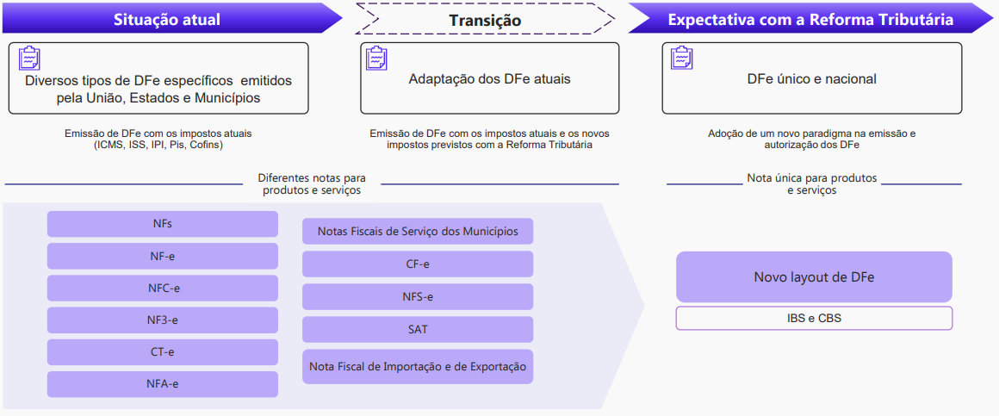 Situação atual
Transição
Expectativa com a Reforma Tributária
Diversos tipos de DFe específicos emitidos
pela União, Estados e Municípios
Adaptação dos DFe atuais
DFe único e nacional
Emissão de DFe com os impostos atuais
(ICMS, ISS, IPI, Pis, Cofins)
Emissão de DFe com os impostos atuais e os novos
impostos previstos com a Reforma Tributária
Adoção de um novo paradigma na emissão e
autorização dos DFe
Diferentes notas para
produtos e serviços
Nota única para produtos
e serviços
NFs
NF-e
NFC-e
NF3-e
CT-e
NFA-e
Notas Fiscais de Serviço dos Municípios
CF-e
NFS-e
SAT
Nota Fiscal de Importação e de Exportação
Novo layout de DFe
IBS e CBS